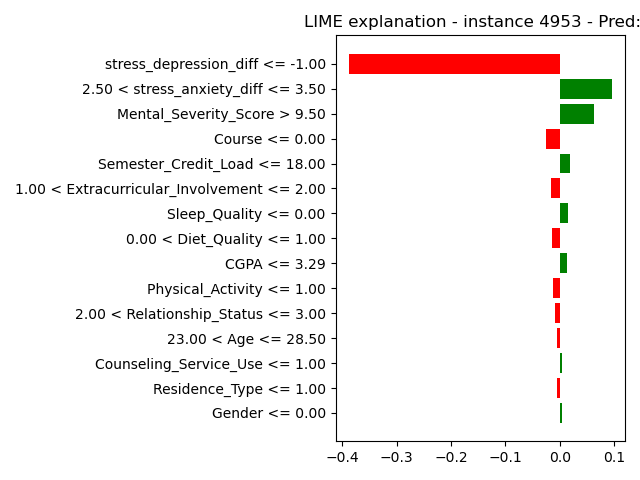 LIME explanation - instance 4953 - Pred:
stress_depression_diff <= -1.00
2.50 < stress_anxiety_diff <= 3.50
Mental_Severity_Score > 9.50
Course <= 0.00
Semester_Credit_Load <= 18.00
1.00 < Extracurricular_Involvement <= 2.00
Sleep_Quality <= 0.00
0.00 < Diet_Quality <= 1.00
CGPA <= 3.29
Physical_Activity <= 1.00
2.00 < Relationship_Status <= 3.00
23.00 < Age <= 28.50
Counseling_Service_Use <= 1.00
Residence_Type <= 1.00
Gender <= 0.00
−0.4 −0.3 −0.2 −0.1 0.0 0.1